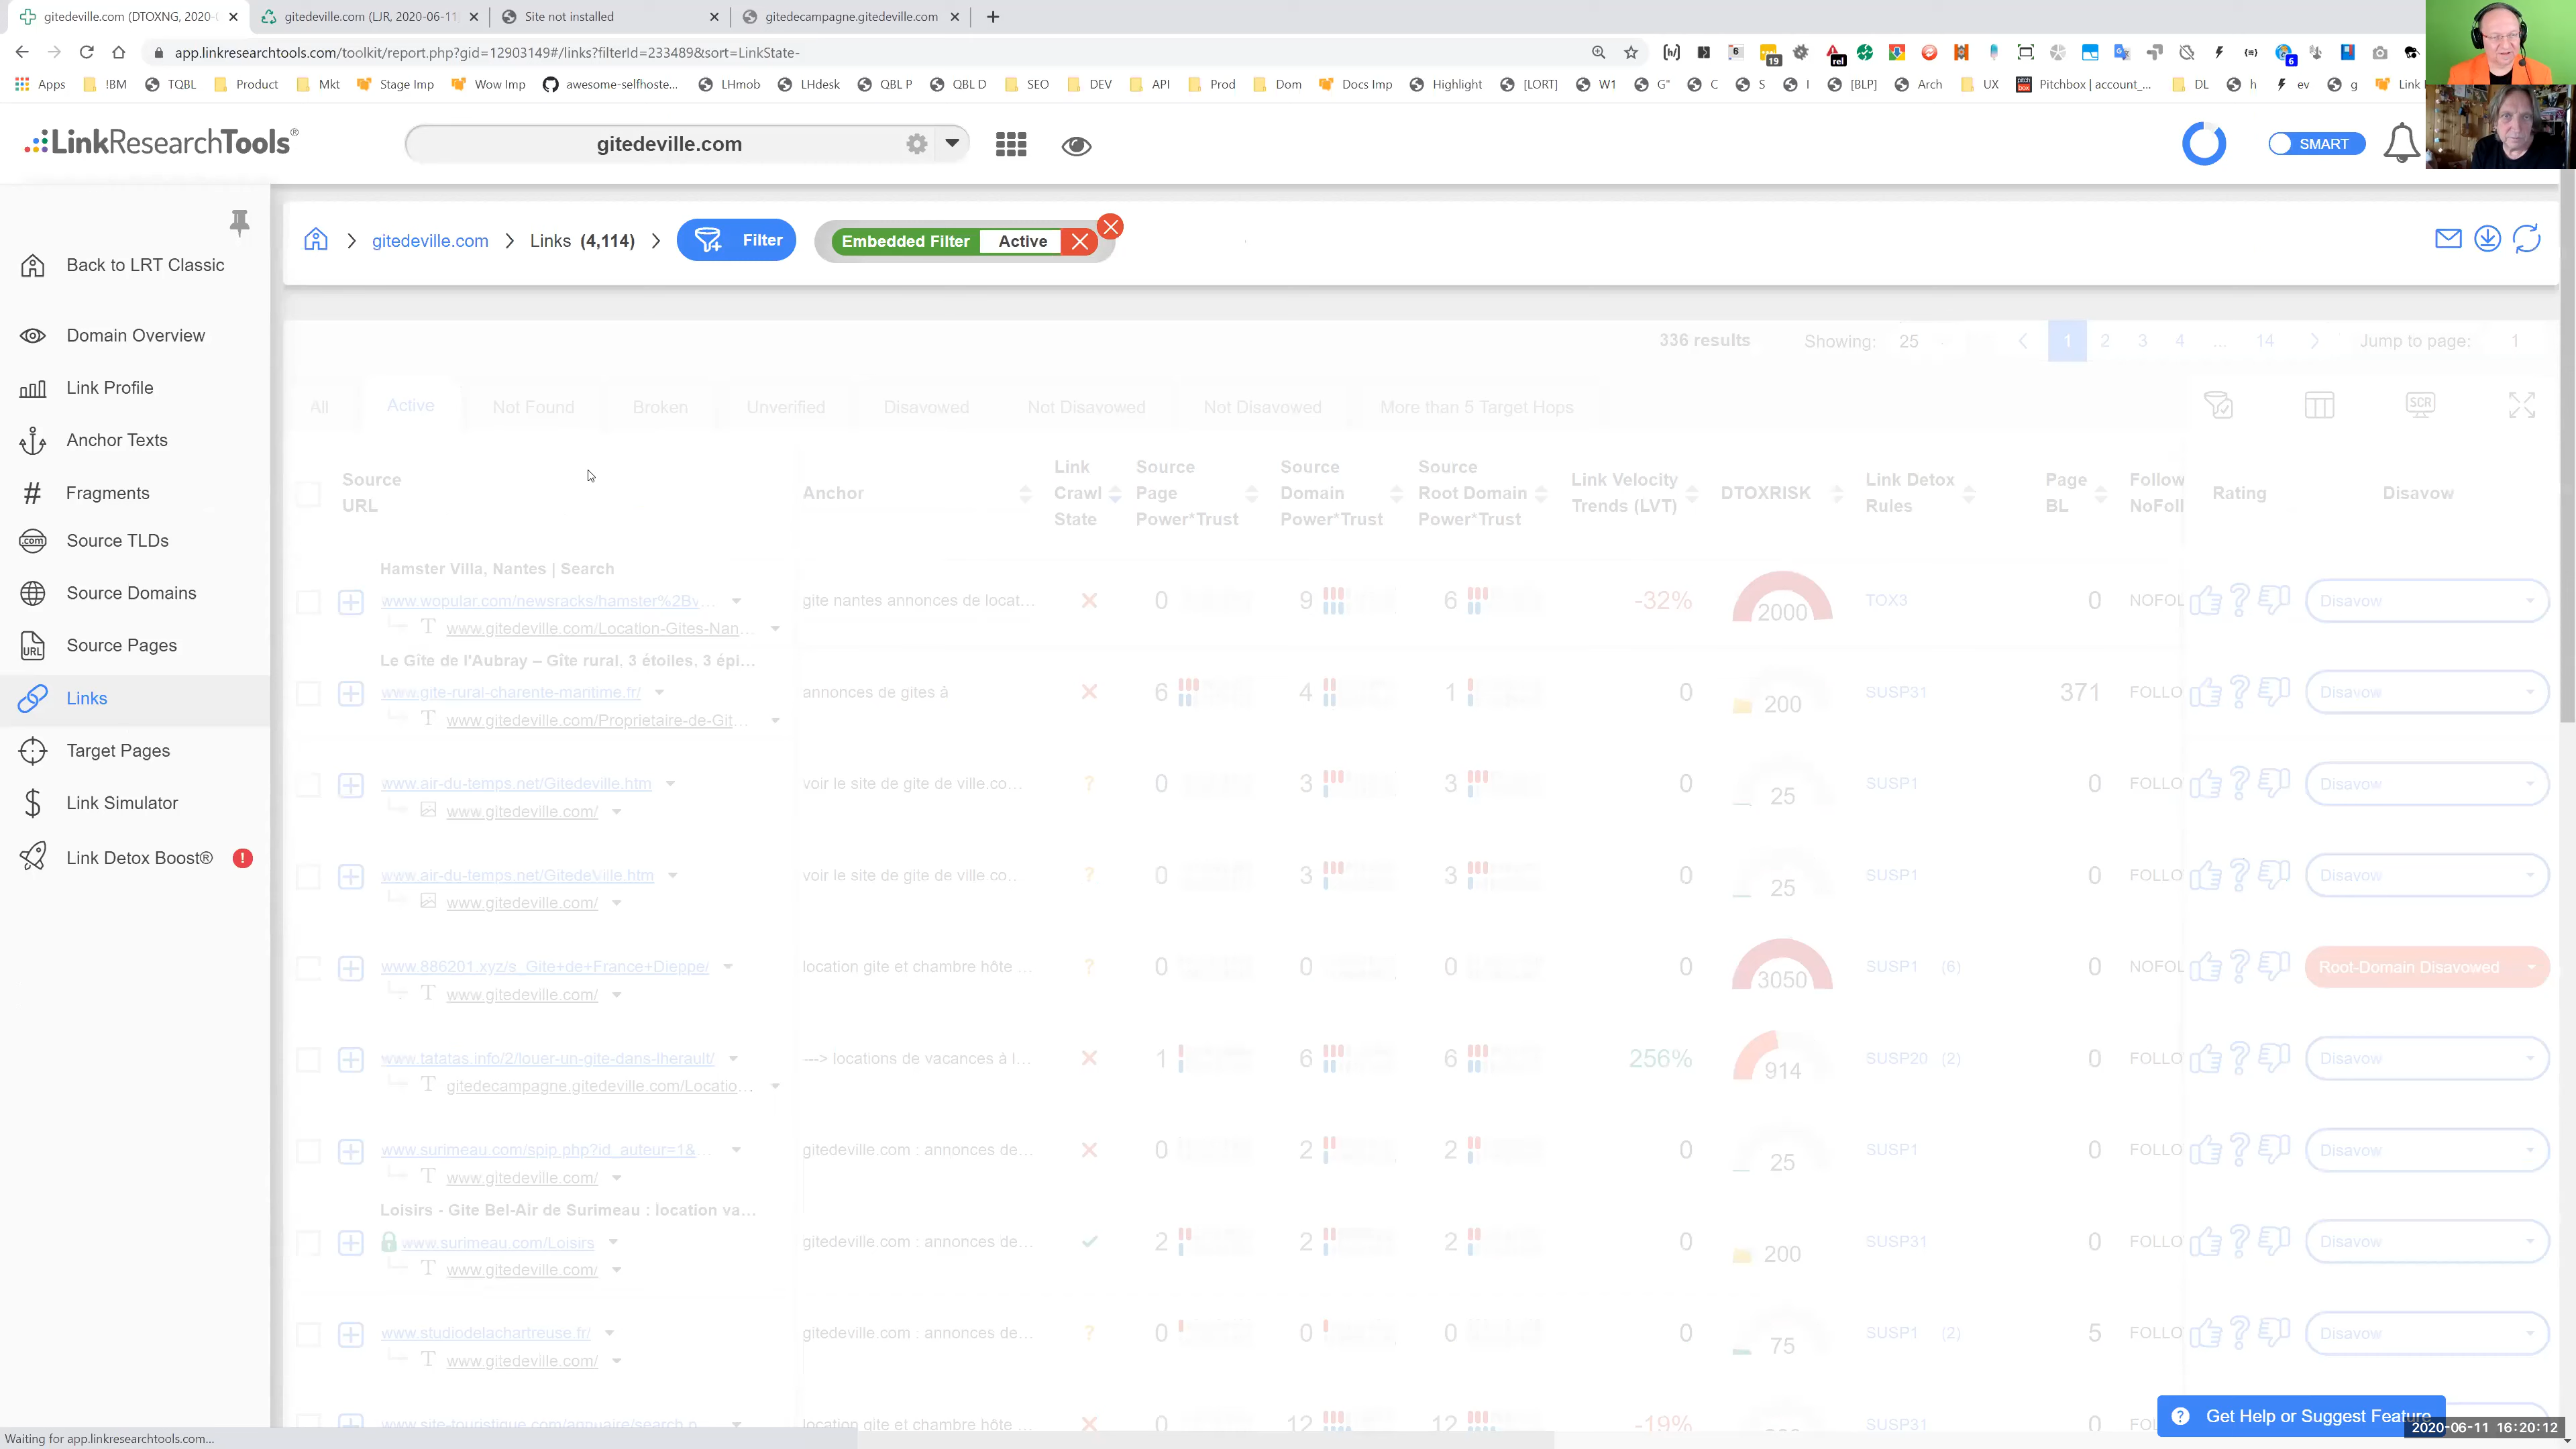 gitedeville.com (DTOXNG, 2020-
gitedeville.com (LJR, 2020-06-11
Site not installed
gitedecampagne.gitedeville.com
app.linkresearchtools.com/toolkit/report.php?gid=12903149#/links?filterId=233489&sort=LinkState-
Apps
!BM
TQBL
Product
Mkt
Stage Imp
Wow Imp
awesome-selfhoste...
LHmob
LHdesk
QBL P
QBL D
SEO
DEV
API
Prod
Dom
Docs Imp
Highlight
[LORT]
W1
G"
C
S
I
[BLP]
Arch
UX
Pitchbox | account_...
DL
h
ev
g
Link
LinkResearchTools®
gitedeville.com
SMART
Back to LRT Classic
Domain Overview
Link Profile
Anchor Texts
Fragments
Source TLDs
Source Domains
Source Pages
Links
Target Pages
Link Simulator
Link Detox Boost®
gitedeville.com
Links (4,114)
Filter
Embedded Filter Active
336 results
Showing: 25
1 2 3 4 ... 14
Jump to page: 1
All
Active
Not Found
Broken
Unverified
Disavowed
Not Disavowed
Not Disavowed
More than 5 Target Hops
SCR
Source URL
Anchor
Link Crawl State
Source Page Power*Trust
Source Domain Power*Trust
Source Root Domain Power*Trust
Link Velocity Trends (LVT)
DTOXRISK
Link Detox Rules
Page BL
Follow NoFoll
Rating
Disavow
Hamster Villa, Nantes | Search
www.wopular.com/newsracks/hamster%2Bv... gite nantes annonces de locat... 0 9 6 -32% 2000 TOX3 0 NOFOL Disavow
www.gitedeville.com/Location-Gites-Nan...
Le Gîte de l'Aubray – Gîte rural, 3 étoiles, 3 épi...
www.gite-rural-charente-maritime.fr/ annonces de gites à 6 4 1 0 200 SUSP31 371 FOLLO Disavow
www.gitedeville.com/Proprietaire-de-Git...
www.air-du-temps.net/Gitedeville.htm voir le site de gite de ville.co... ? 0 3 3 0 25 SUSP1 0 FOLLO Disavow
www.gitedeville.com/
www.air-du-temps.net/GitedeVille.htm voir le site de gite de ville.co... ? 0 3 3 0 25 SUSP1 0 FOLLO Disavow
www.gitedeville.com/
www.886201.xyz/s_Gite+de+France+Dieppe/ location gite et chambre hôte ... ? 0 0 0 0 3050 SUSP1 (6) 0 NOFOL Root-Domain Disavowed
www.gitedeville.com/
www.tatatas.info/2/louer-un-gite-dans-lherault/ ---> locations de vacances à l... 1 6 6 256% 914 SUSP20 (2) 0 FOLLO Disavow
gitedecampagne.gitedeville.com/Locatio...
www.surimeau.com/spip.php?id_auteur=1&... gitedeville.com : annonces de... 0 2 2 0 25 SUSP1 0 FOLLO Disavow
www.gitedeville.com/
Loisirs - Gite Bel-Air de Surimeau : location va...
www.surimeau.com/Loisirs gitedeville.com : annonces de... 2 2 2 0 200 SUSP31 0 FOLLO Disavow
www.gitedeville.com/
www.studiodelachartreuse.fr/ gitedeville.com : annonces de... ? 0 0 0 0 75 SUSP1 (2) 5 FOLLO Disavow
www.gitedeville.com/
www.site-touristique.com/annuaire/search.p... location gite et chambre hôte ... 0 12 12 -19% SUSP31 0
Get Help or Suggest Feature
2020-06-11 16:20:12
Waiting for app.linkresearchtools.com...